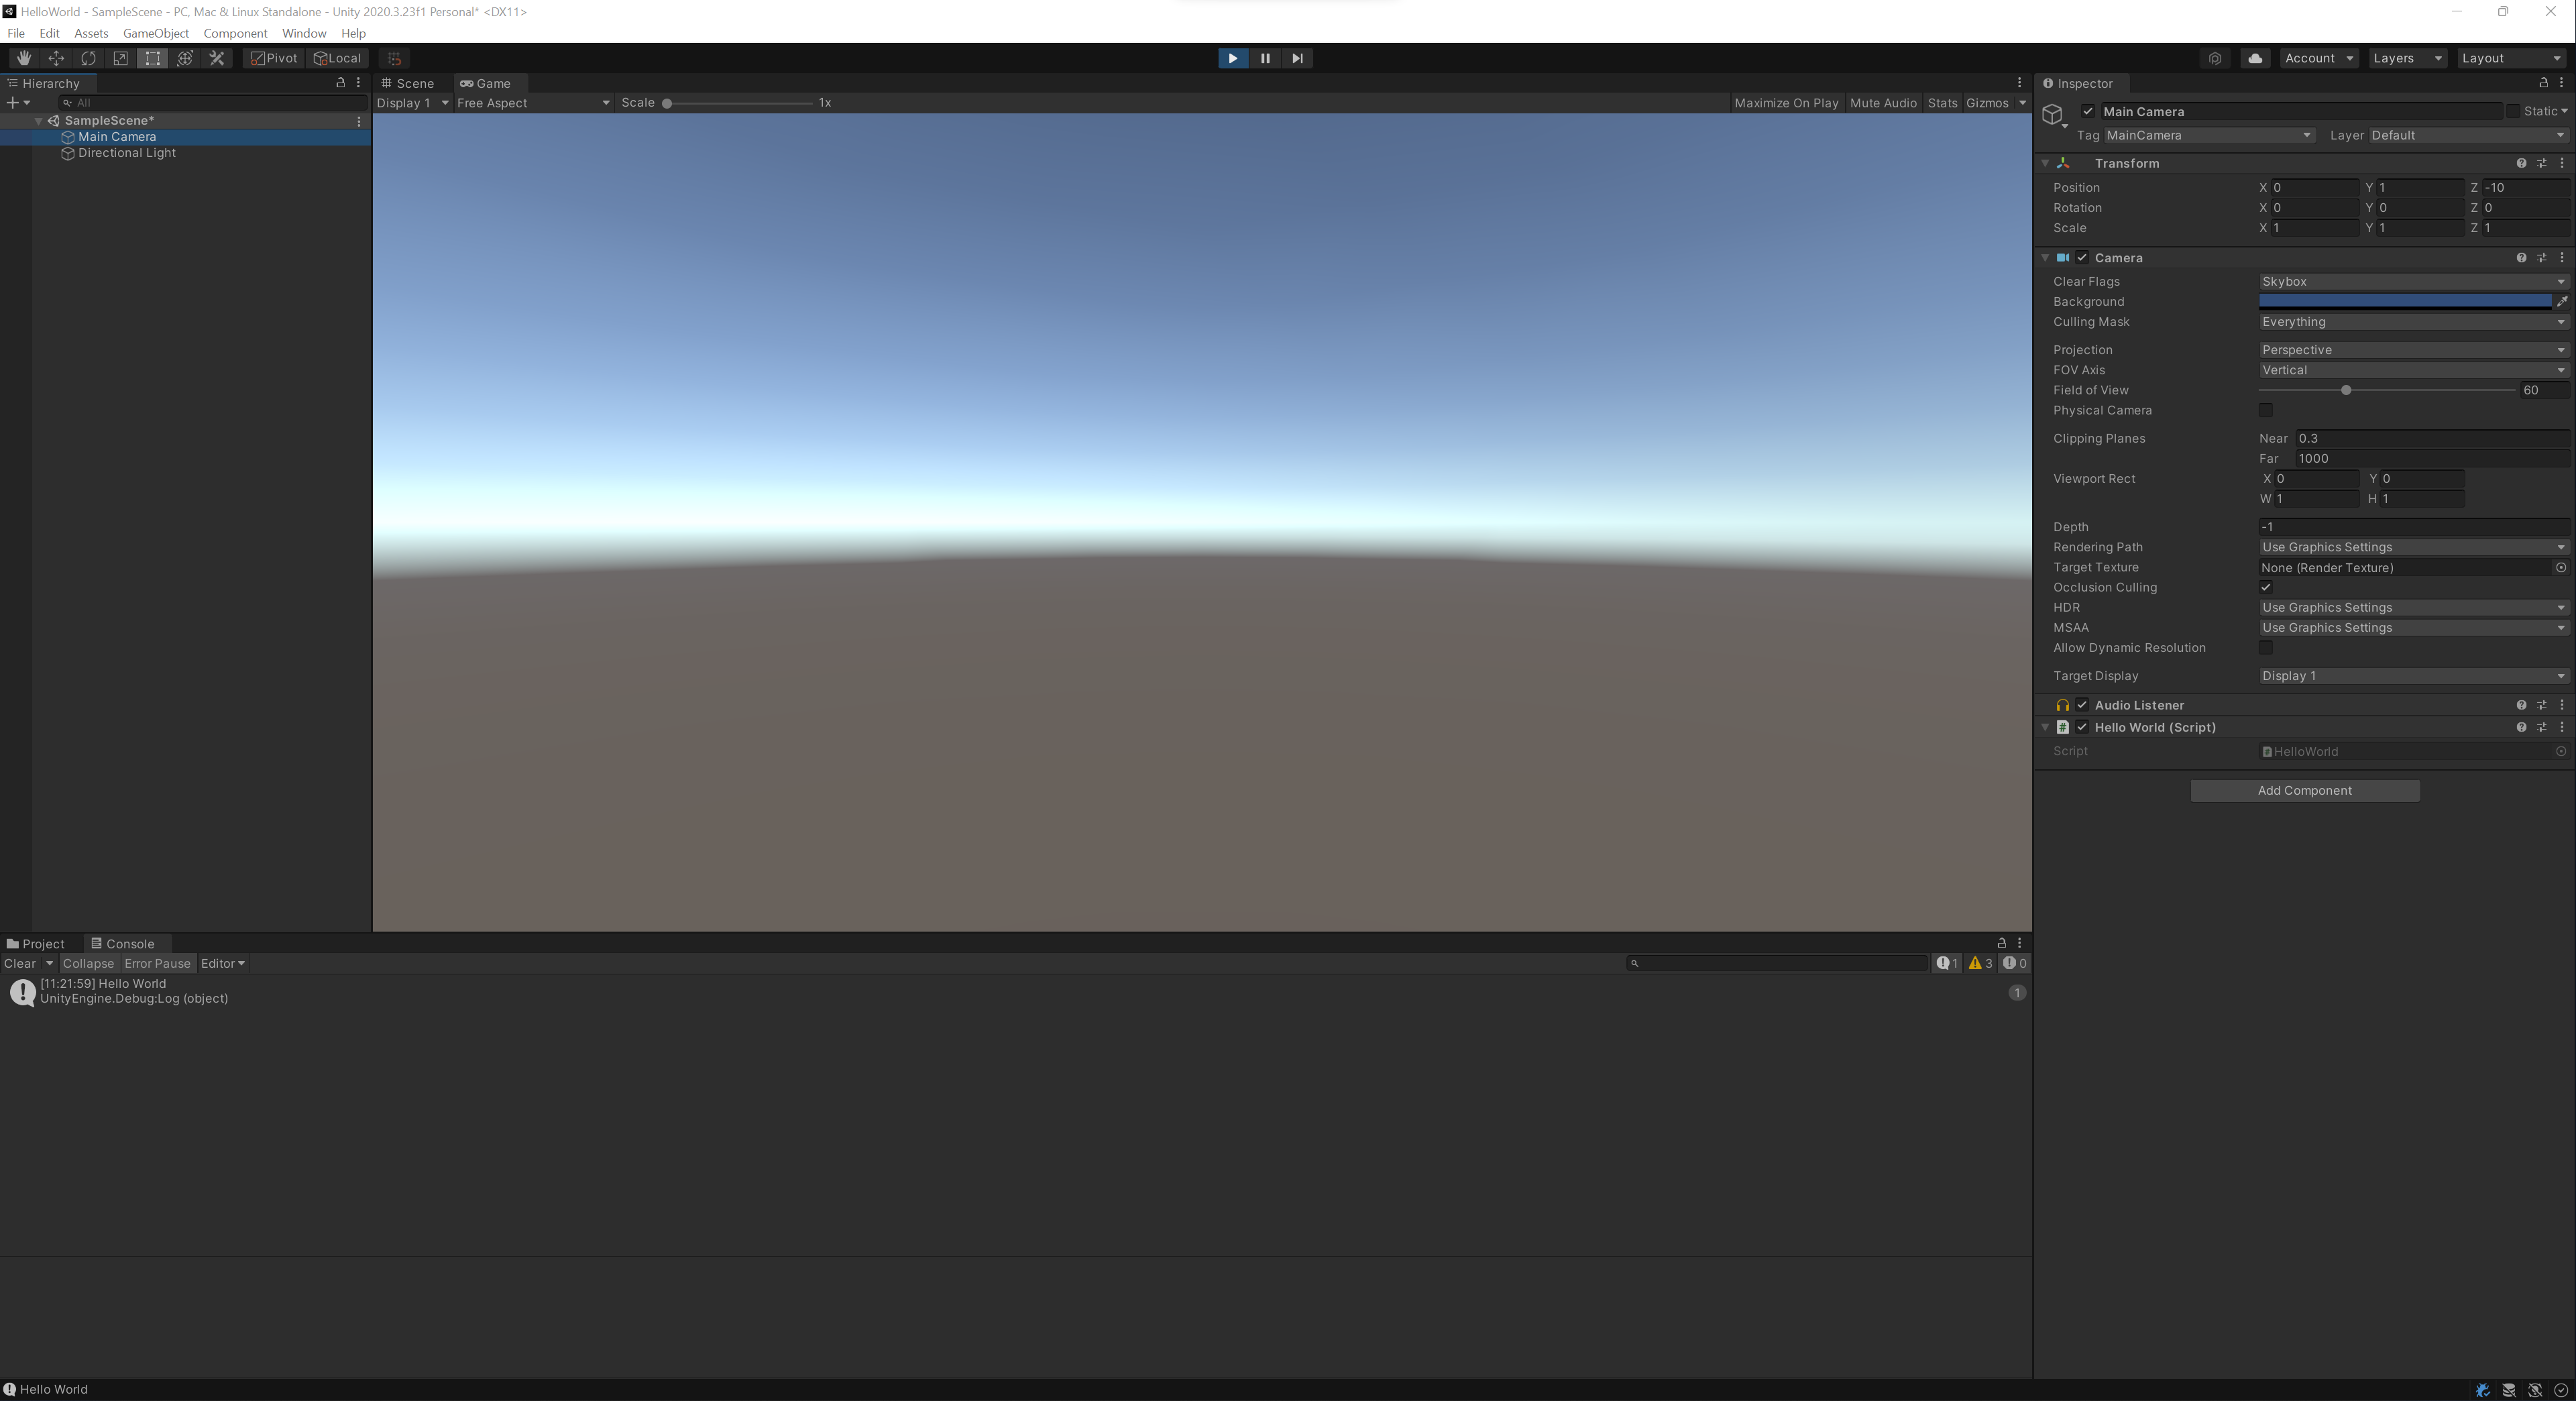 HelloWorld - SampleScene - PC, Mac & Linux Standalone - Unity 2020.3.23f1 Personal* <DX11>
File Edit Assets GameObject Component Window Help
Pivot Local Account Layers Layout
Hierarchy
All
SampleScene*
Main Camera
Directional Light
Scene Game
Display 1 Free Aspect Scale 1x Maximize On Play Mute Audio Stats Gizmos
Inspector
Main Camera Static
Tag MainCamera Layer Default
Transform
Position X 0 Y 1 Z -10
Rotation X 0 Y 0 Z 0
Scale X 1 Y 1 Z 1
Camera
Clear Flags Skybox
Background
Culling Mask Everything
Projection Perspective
FOV Axis Vertical
Field of View 60
Physical Camera
Clipping Planes Near 0.3
Far 1000
Viewport Rect X 0 Y 0
W 1 H 1
Depth -1
Rendering Path Use Graphics Settings
Target Texture None (Render Texture)
Occlusion Culling
HDR Use Graphics Settings
MSAA Use Graphics Settings
Allow Dynamic Resolution
Target Display Display 1
Audio Listener
Hello World (Script)
Script HelloWorld
Add Component
Project Console
Clear Collapse Error Pause Editor 1 3 0
[11:21:59] Hello World
UnityEngine.Debug:Log (object)
1
Hello World